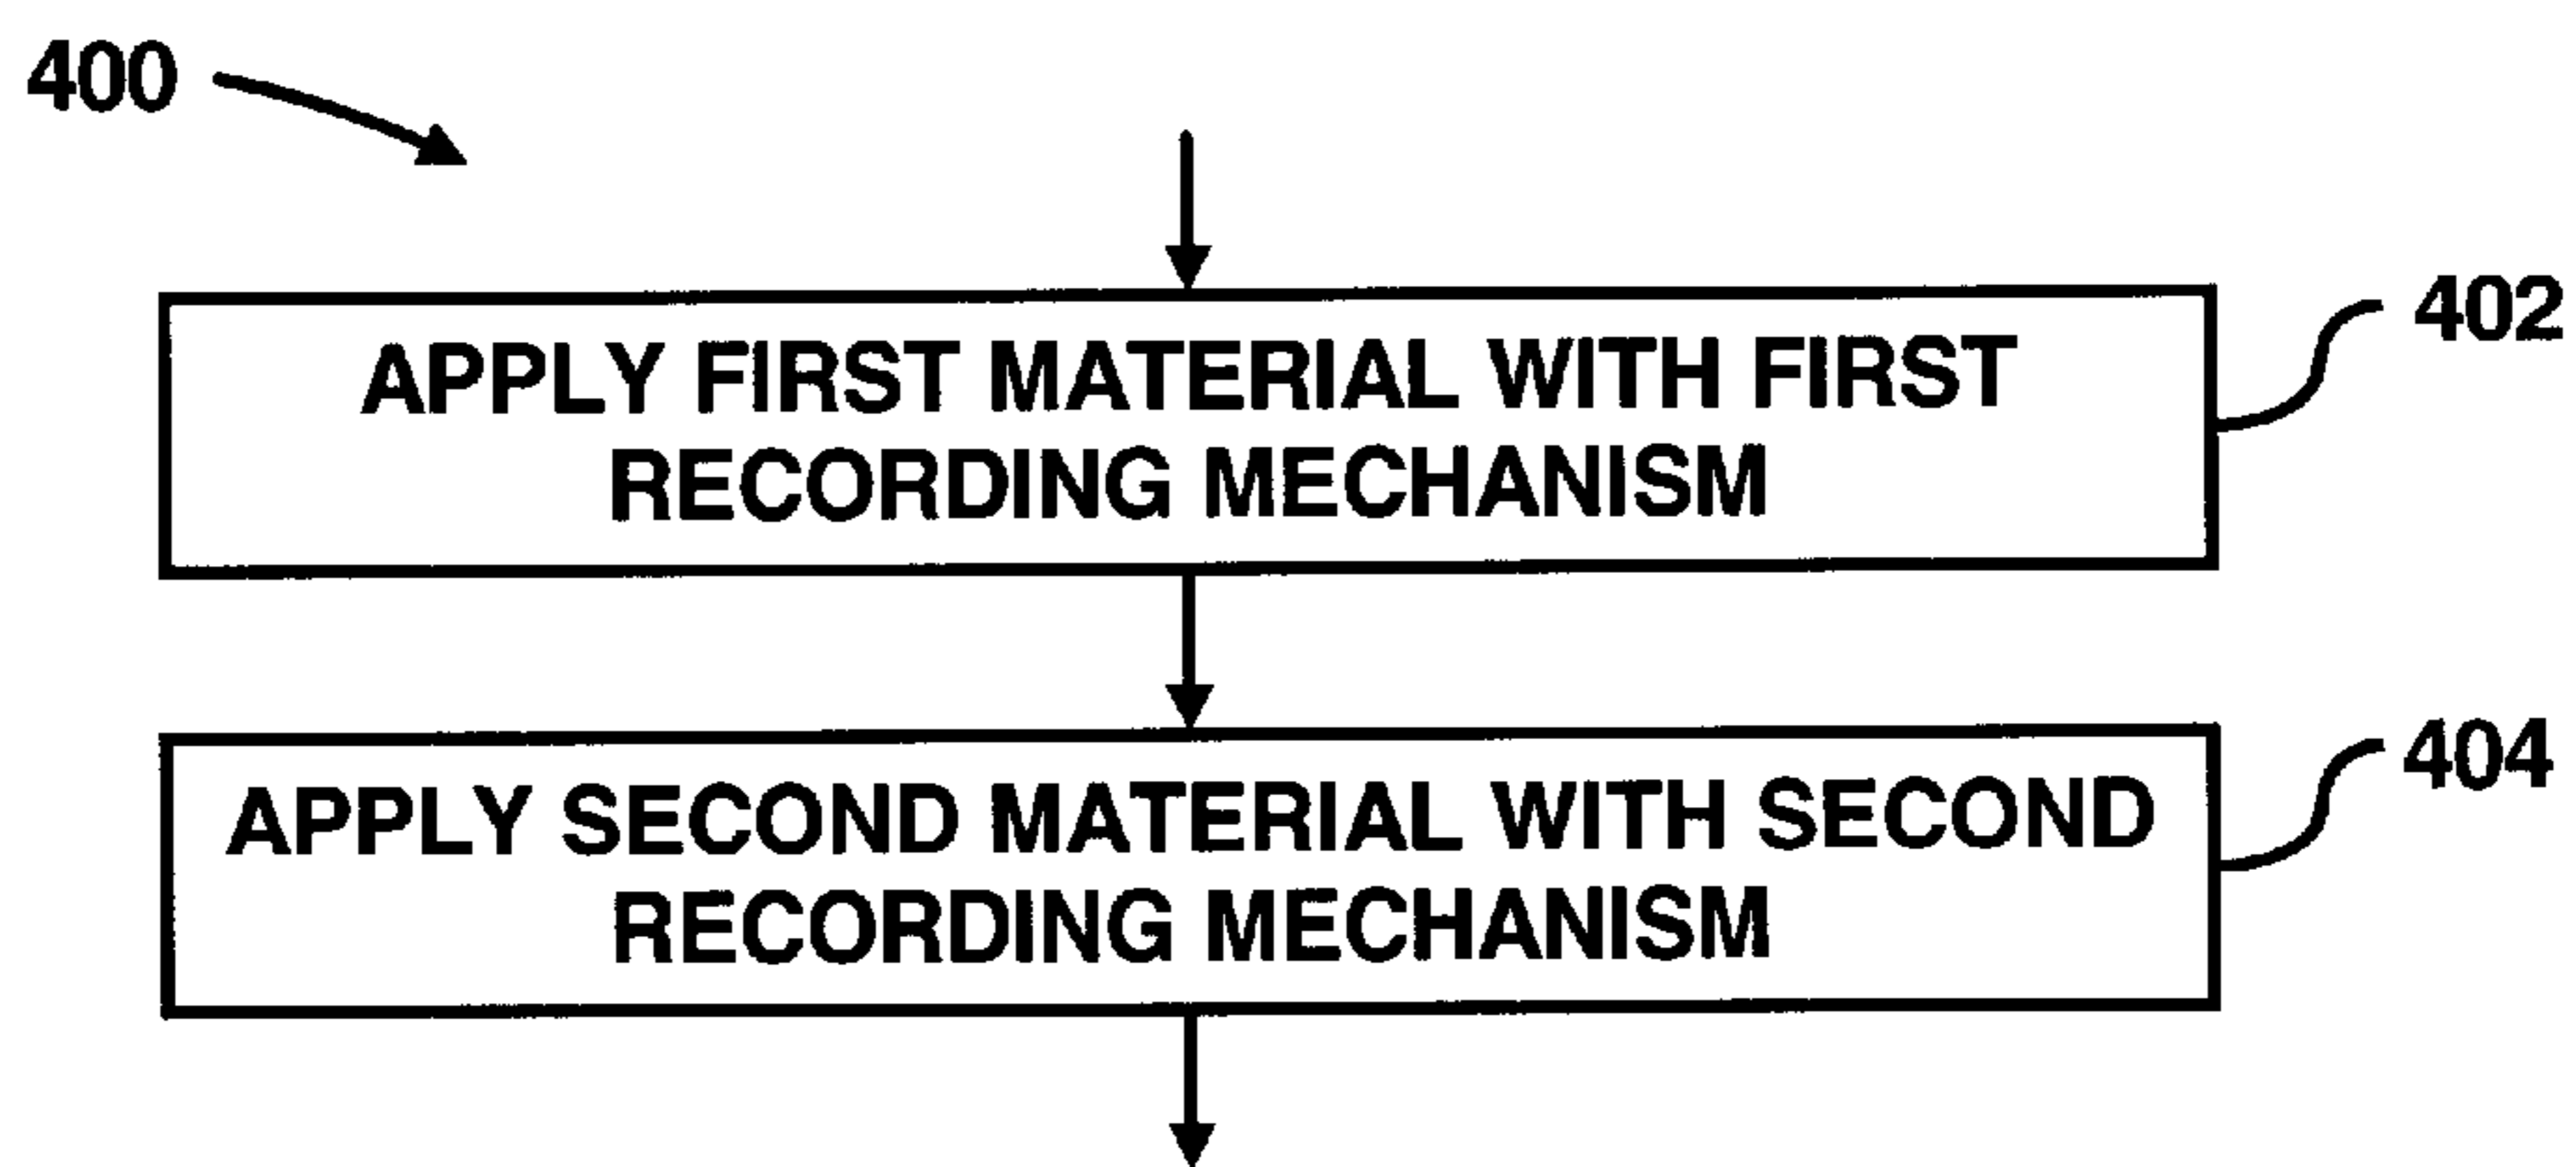 400
APPLY FIRST MATERIAL WITH FIRST
RECORDING MECHANISM
402
APPLY SECOND MATERIAL WITH SECOND
RECORDING MECHANISM
404